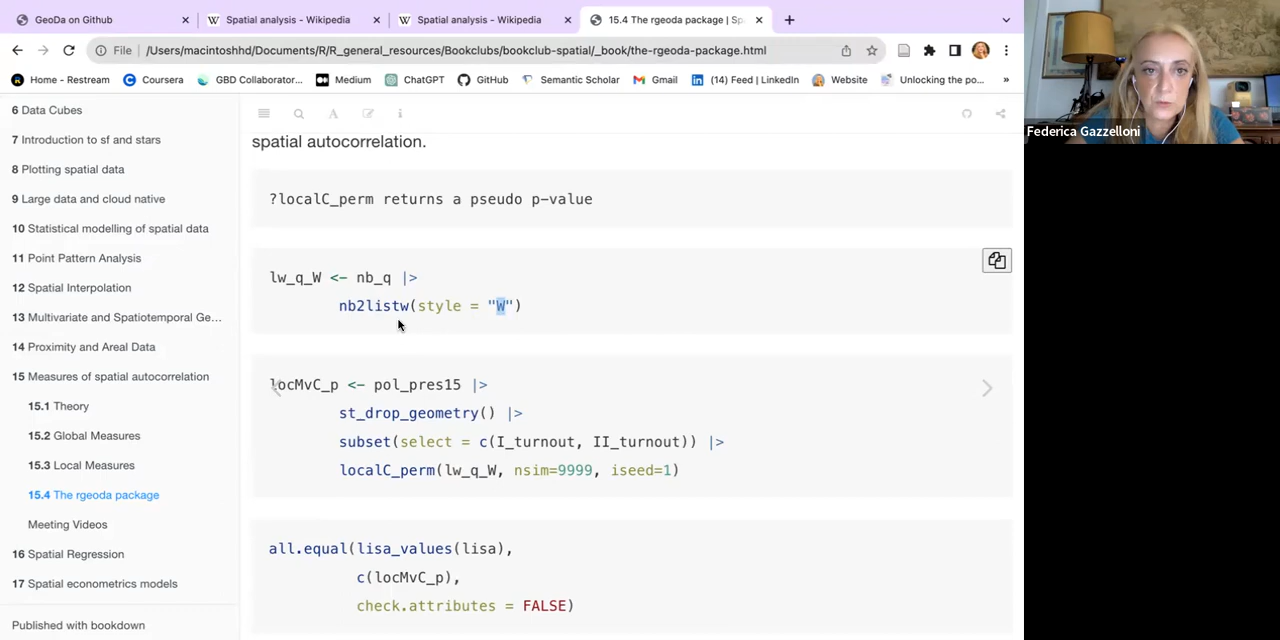 GeoDa on Github
Spatial analysis - Wikipedia
Spatial analysis - Wikipedia
15.4 The rgeoda package | Sp
File /Users/macintoshhd/Documents/R/R_general_resources/Bookclubs/bookclub-spatial/_book/the-rgeoda-package.html
Home - Restream
Coursera
GBD Collaborator...
Medium
ChatGPT
GitHub
Semantic Scholar
Gmail
(14) Feed | LinkedIn
Website
Unlocking the po...
»
6 Data Cubes
7 Introduction to sf and stars
8 Plotting spatial data
9 Large data and cloud native
10 Statistical modelling of spatial data
11 Point Pattern Analysis
12 Spatial Interpolation
13 Multivariate and Spatiotemporal Ge...
14 Proximity and Areal Data
15 Measures of spatial autocorrelation
15.1 Theory
15.2 Global Measures
15.3 Local Measures
15.4 The rgeoda package
Meeting Videos
16 Spatial Regression
17 Spatial econometrics models
Published with bookdown
spatial autocorrelation.
?localC_perm returns a pseudo p-value
lw_q_W <- nb_q |>
nb2listw(style = "W")
locMvC_p <- pol_pres15 |>
st_drop_geometry() |>
subset(select = c(I_turnout, II_turnout)) |>
localC_perm(lw_q_W, nsim=9999, iseed=1)
all.equal(lisa_values(lisa),
c(locMvC_p),
check.attributes = FALSE)
Federica Gazzelloni